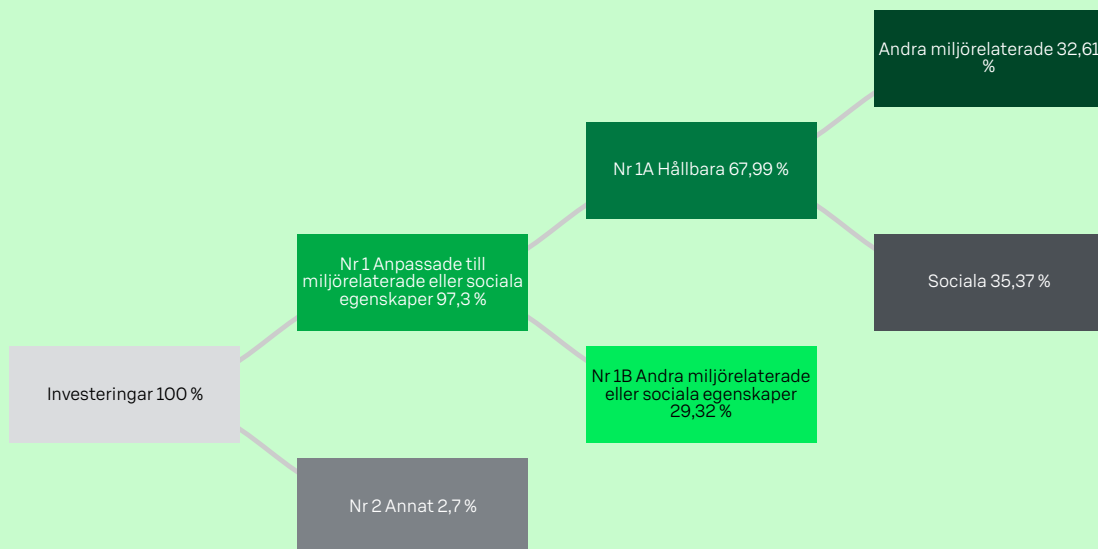 Andra miljörelaterade 32,61
%
Nr 1A Hållbara 67,99 %
Nr 1 Anpassade till
miljörelaterade eller sociala
egenskaper 97,3 %
Sociala 35,37 %
Investeringar 100 %
Nr 1B Andra miljörelaterade
eller sociala egenskaper
29,32 %
Nr 2 Annat 2,7 %